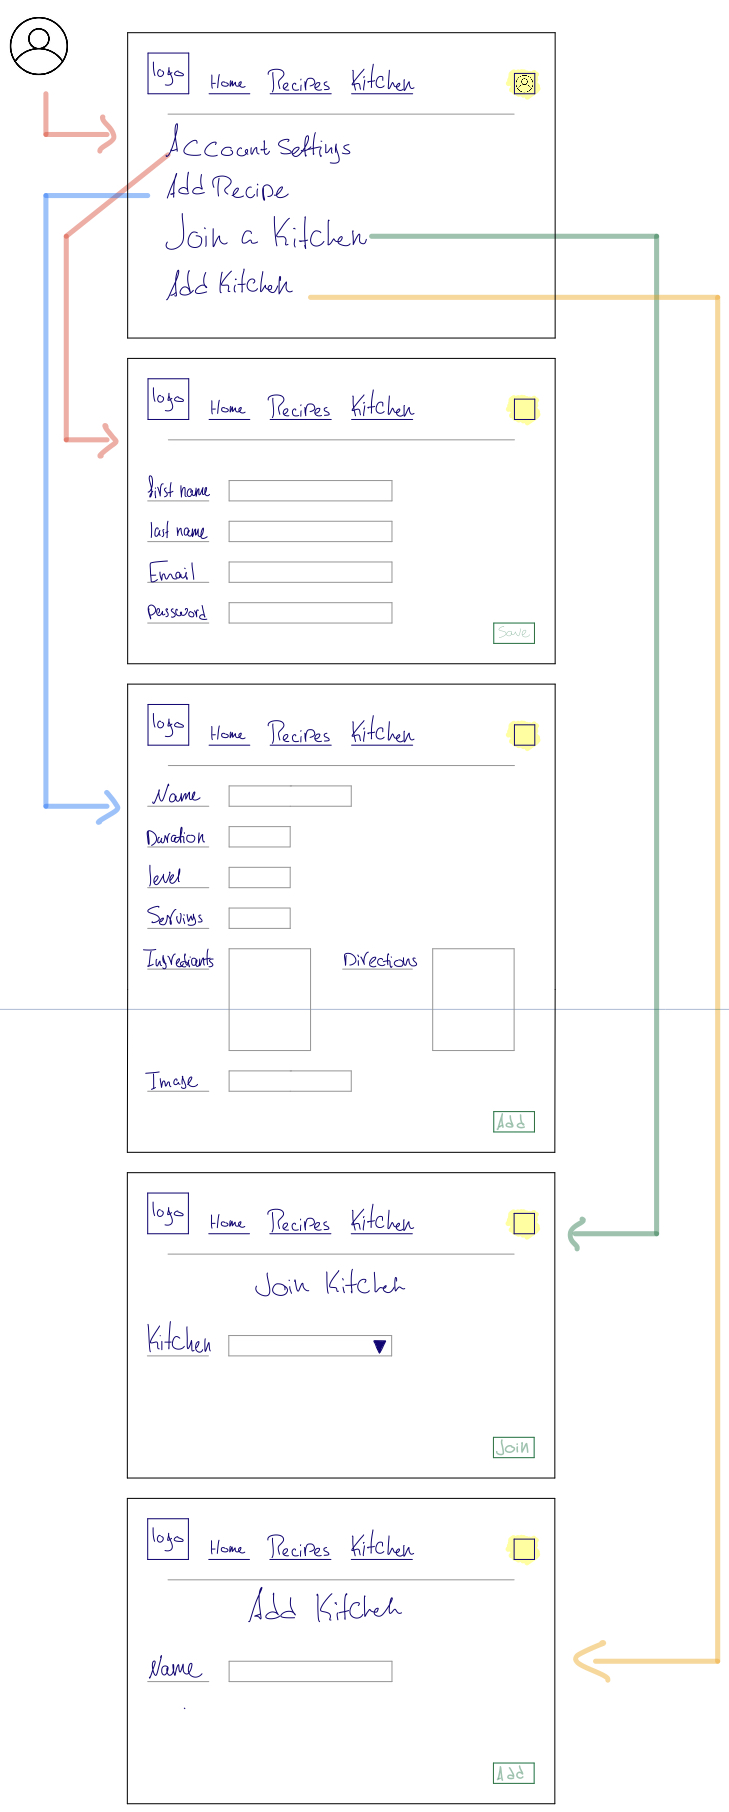 logo Home Recipes Kitchen
Account Settings
Add Recipe
Join a Kitchen
Add Kitchen
logo Home Recipes Kitchen
first name
last name
Email
Password
Save
logo Home Recipes Kitchen
Name
Duration
level
Servings
Ingrediants Directions
Image
Add
logo Home Recipes Kitchen
Join Kitchen
Kitchen
Join
logo Home Recipes Kitchen
Add Kitchen
Name
Add